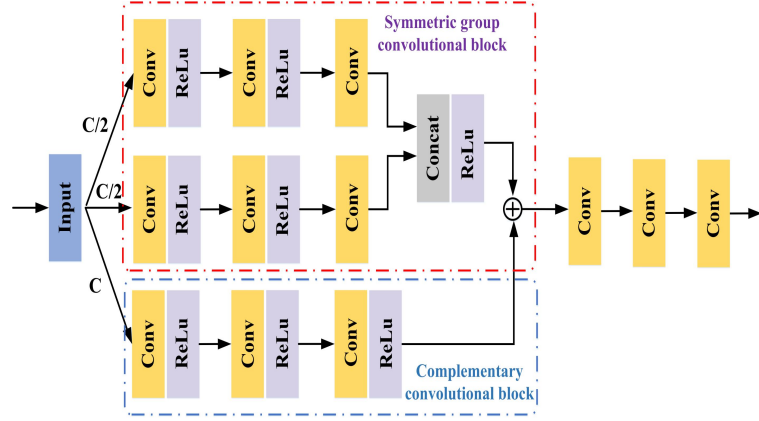 Symmetric group
convolutional block
Conv
ReLu
Conv
ReLu
Conv
C/2
Concat
ReLu
Input
C/2
Conv
ReLu
Conv
ReLu
Conv
Conv
Conv
Conv
C
Conv
ReLu
Conv
ReLu
Conv
ReLu
Complementary
convolutional block